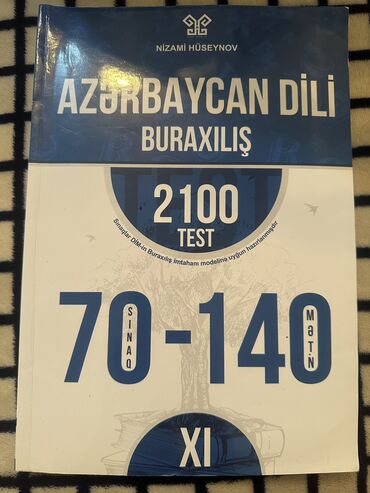 NİZAMİ HÜSEYNOV
AZƏRBAYCAN DİLİ
BURAXILIŞ
TEST
2100
TEST
Sınaqlar DİM-in Buraxılış imtahanı modelinə uyğun hazırlanmışdır
70 SINAQ - 140 MƏTN
XI